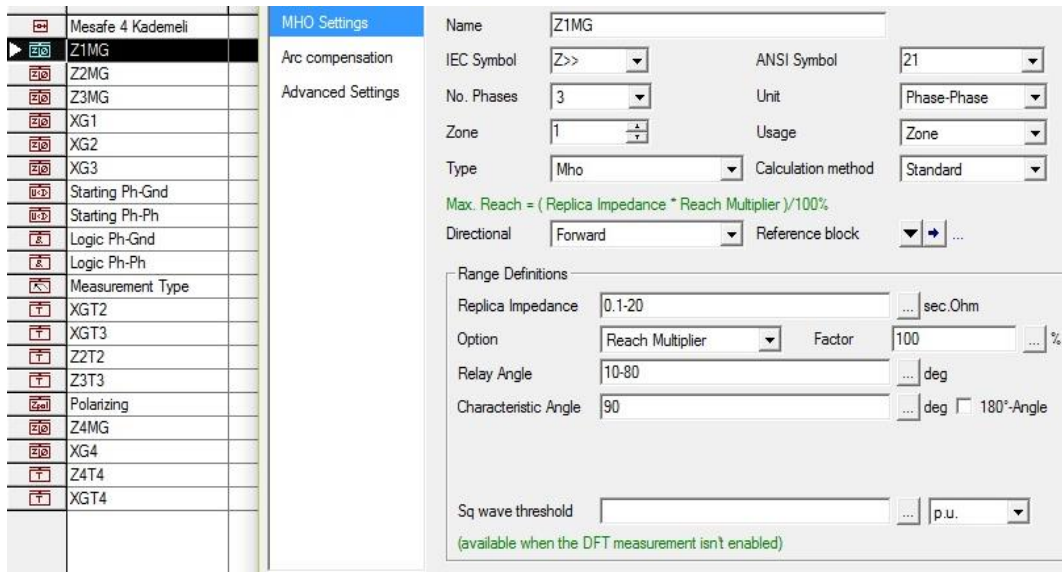 Mesafe 4 Kademeli
Z1MG
Z2MG
Z3MG
XG1
XG2
XG3
Starting Ph-Gnd
Starting Ph-Ph
Logic Ph-Gnd
Logic Ph-Ph
Measurement Type
XGT2
XGT3
Z2T2
Z3T3
Polarizing
Z4MG
XG4
Z4T4
XGT4
MHO Settings
Arc compensation
Advanced Settings
Name Z1MG
IEC Symbol Z>> ANSI Symbol 21
No. Phases 3 Unit Phase-Phase
Zone 1 Usage Zone
Type Mho Calculation method Standard
Max. Reach = ( Replica Impedance * Reach Multiplier )/100%
Directional Forward Reference block ...
Range Definitions
Replica Impedance 0.1-20 ... sec.Ohm
Option Reach Multiplier Factor 100 ... %
Relay Angle 10-80 ... deg
Characteristic Angle 90 ... deg 180°-Angle
Sq wave threshold ... p.u.
(available when the DFT measurement isn't enabled)